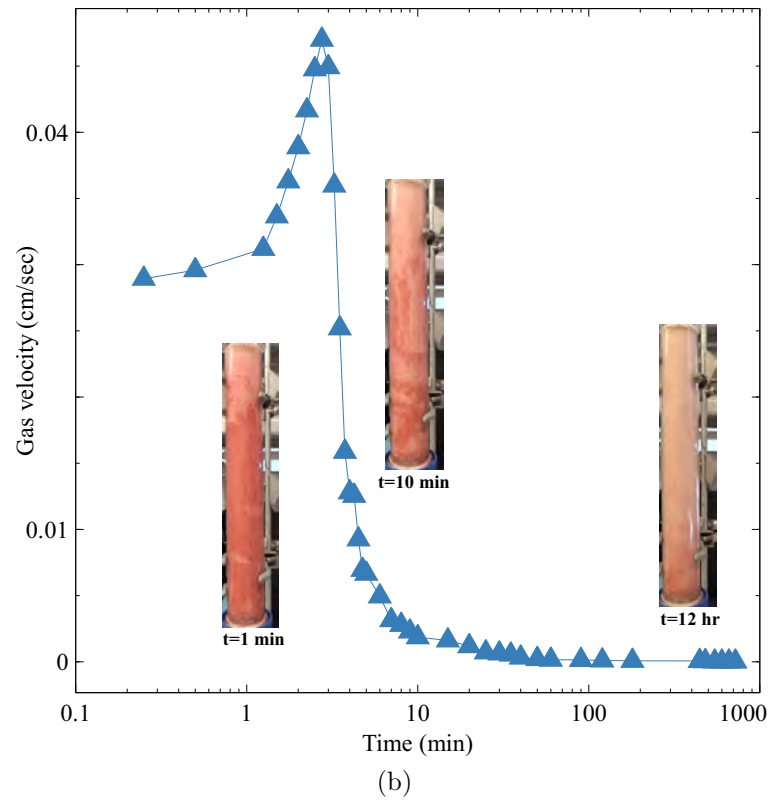 0.04
0.01
0
Gas velocity (cm/sec)
t=1 min
t=10 min
t=12 hr
0.1
1
10
100
1000
Time (min)
(b)